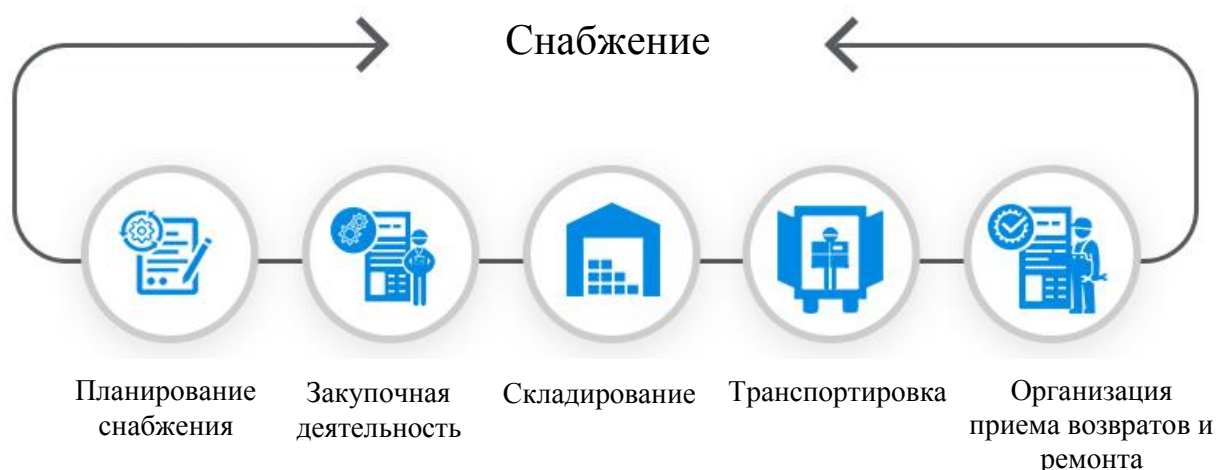 Снабжение
Планирование
снабжения
Закупочная
деятельность
Складирование
Транспортировка
Организация
приема возвратов и
ремонта